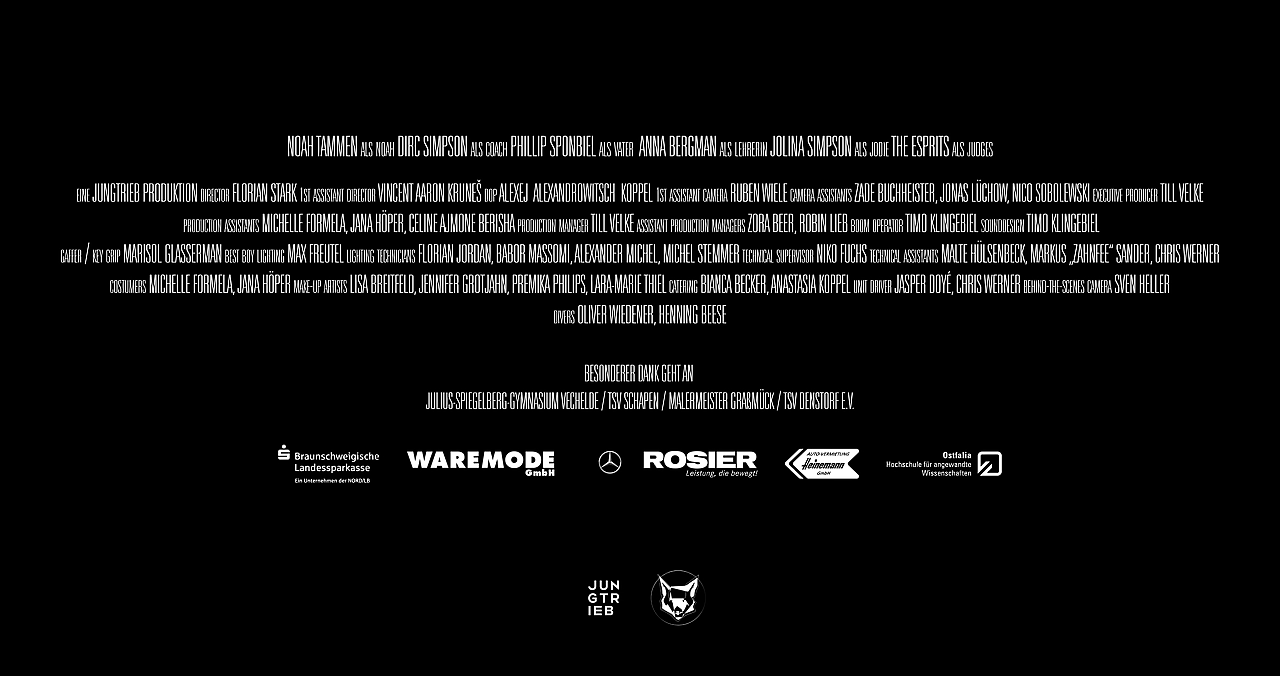 NOAH TAMMEN ALS NOAH DIRC SIMPSON ALS COACH PHILLIP SPONBIEL ALS VATER ANNA BERGMAN ALS LEHRERIN JOLINA SIMPSON ALS JODIE THE ESPRITS ALS JUDGES
EINE JUNGTRIEB PRODUKTION DIRECTOR FLORIAN STARK 1ST ASSISTANT DIRECTOR VINCENT AARON KRUNEŠ DOP ALEXEJ ALEXANDROWITSCH KOPPEL 1ST ASSISTANT CAMERA RUBEN WIELE CAMERA ASSISTANTS ZADE BUCHHEISTER, JONAS LÜCHOW, NICO SOBOLEWSKI EXECUTIVE PRODUCER TILL VELKE
PRODUCTION ASSISTANTS MICHELLE FORMELA, JANA HÖPER, CELINE AJMONE BERISHA PRODUCTION MANAGER TILL VELKE ASSISTANT PRODUCTION MANAGERS ZORA BEER, ROBIN LIEB BOOM OPERATOR TIMO KLINGEBIEL SOUNDDESIGN TIMO KLINGEBIEL
GAFFER / KEY GRIP MARISOL GLASSERMAN BEST BOY LIGHTING MAX FREUTEL LIGHTING TECHNICIANS FLORIAN JORDAN, BABOR MASSOMI, ALEXANDER MICHEL, MICHEL STEMMER TECHNICAL SUPERVISOR NIKO FUCHS TECHNICAL ASSISTANTS MALTE HÜLSENBECK, MARKUS „ZAHNFEE“ SANDER, CHRIS WERNER
COSTUMERS MICHELLE FORMELA, JANA HÖPER MAKE-UP ARTISTS LISA BREITFELD, JENNIFER GROTJAHN, PREMIKA PHILIPS, LARA-MARIE THIEL CATERING BIANCA BECKER, ANASTASIA KOPPEL UNIT DRIVER JASPER DOYÉ, CHRIS WERNER BEHIND-THE-SCENES CAMERA SVEN HELLER
DIVERS OLIVER WIEDENER, HENNING BEESE
BESONDERER DANK GEHT AN
JULIUS-SPIEGELBERG-GYMNASIUM VECHELDE / TSV SCHAPEN / MALERMEISTER GRAßMÜCK / TSV DENSTORF E.V.
Braunschweigische
Landessparkasse
Ein Unternehmen der NORD/LB
WAREMODE
GmbH
ROSIER
Leistung, die bewegt!
AUTO-VERMIETUNG
Heinemann
GmbH
Ostfalia
Hochschule für angewandte
Wissenschaften
JUN
GTR
IEB